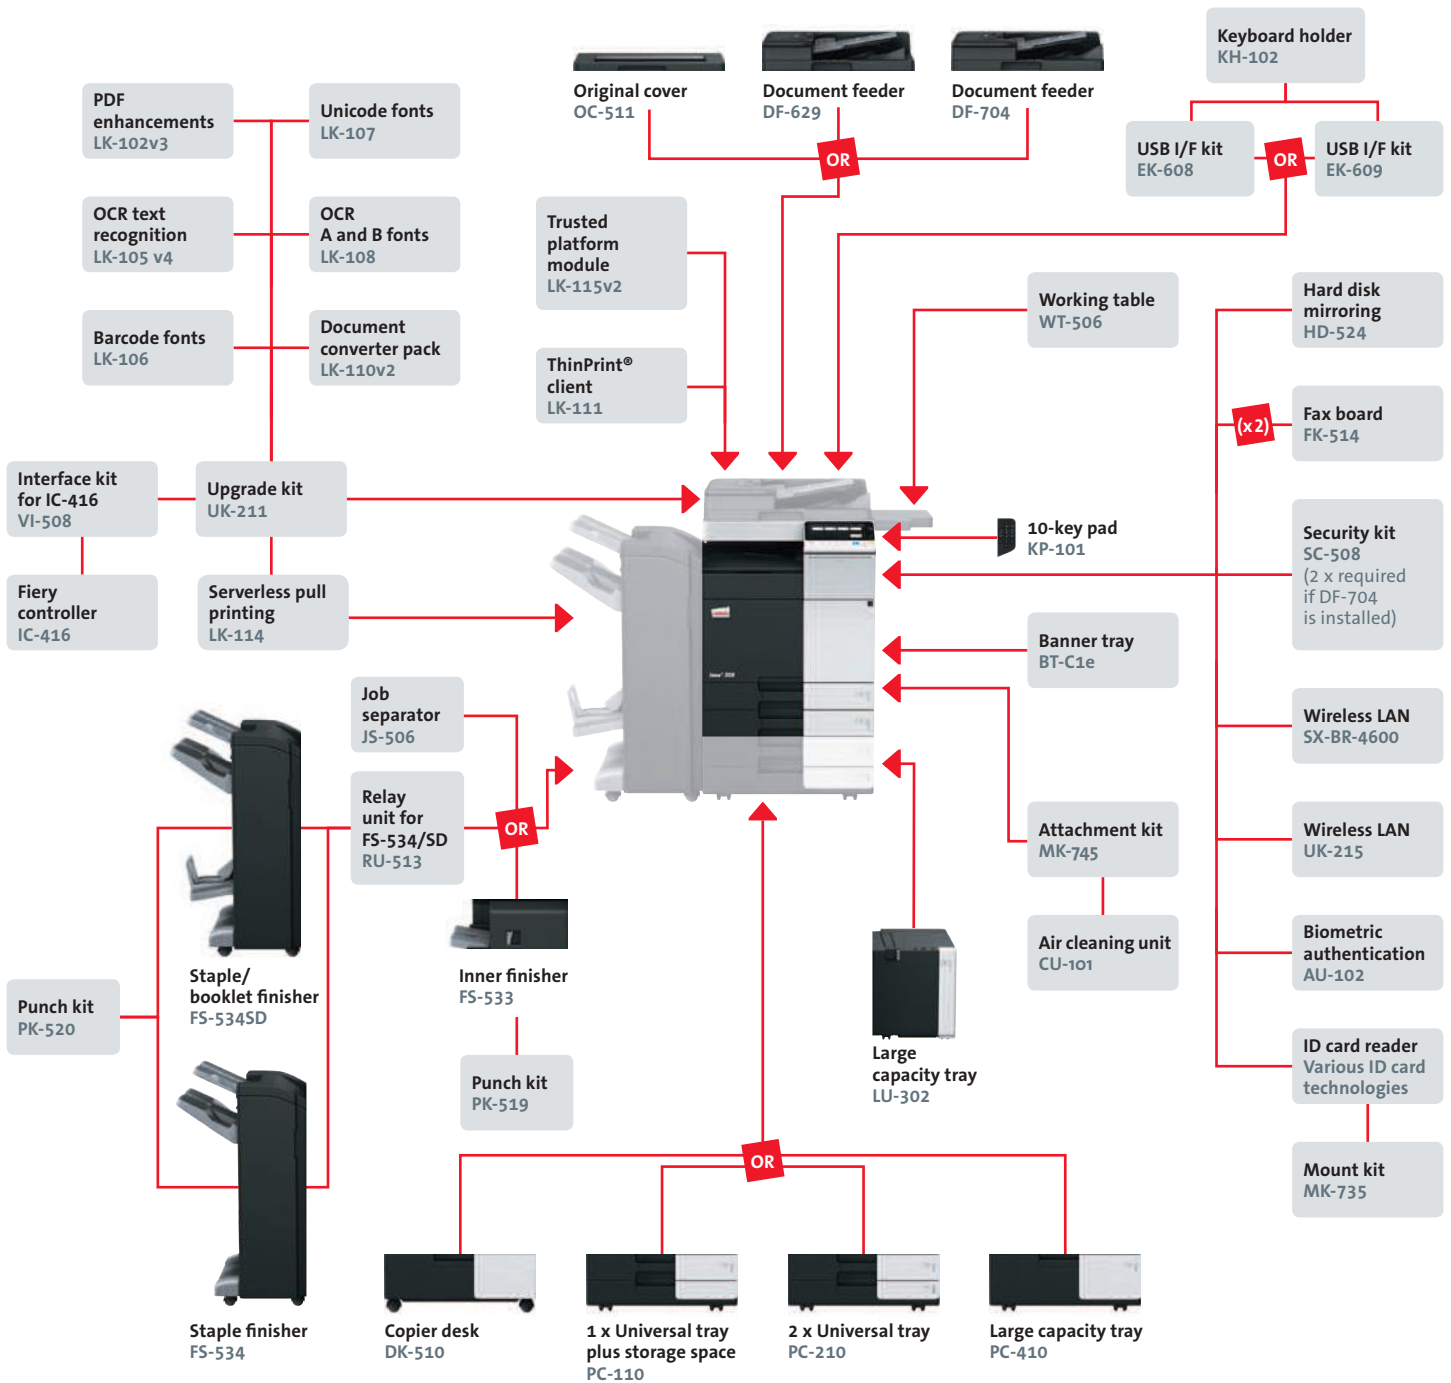 Keyboard holder
KH-102
Original cover
OC-511
Document feeder
DF-629
Document feeder
DF-704
PDF
enhancements
LK-102v3
Unicode fonts
LK-107
OR
USB I/F kit
EK-608
OR
USB I/F kit
EK-609
OCR text
recognition
LK-105 v4
OCR
A and B fonts
LK-108
Trusted
platform
module
LK-115v2
Working table
WT-506
Hard disk
mirroring
HD-524
Barcode fonts
LK-106
Document
converter pack
LK-110v2
ThinPrint®
client
LK-111
(x2)
Fax board
FK-514
Interface kit
for IC-416
VI-508
Upgrade kit
UK-211
10-key pad
KP-101
Security kit
SC-508
(2 x required
if DF-704
is installed)
Fiery
controller
IC-416
Serverless pull
printing
LK-114
Banner tray
BT-C1e
Job
separator
JS-506
Wireless LAN
SX-BR-4600
Relay
unit for
FS-534/SD
RU-513
OR
Attachment kit
MK-745
Wireless LAN
UK-215
Air cleaning unit
CU-101
Biometric
authentication
AU-102
Staple/
booklet finisher
FS-534SD
Inner finisher
FS-533
Punch kit
PK-520
Large
capacity tray
LU-302
ID card reader
Various ID card
technologies
Punch kit
PK-519
OR
Mount kit
MK-735
Staple finisher
FS-534
Copier desk
DK-510
1 x Universal tray
plus storage space
PC-110
2 x Universal tray
PC-210
Large capacity tray
PC-410